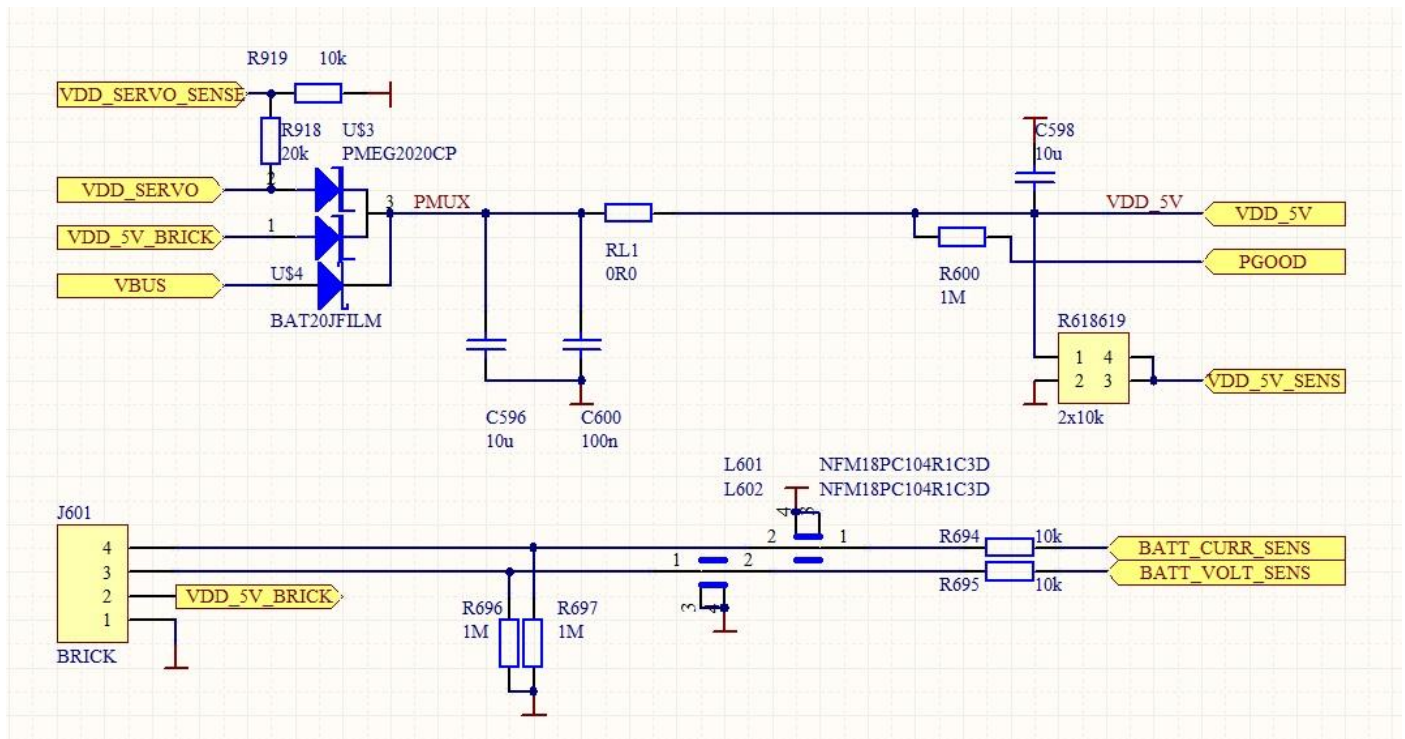 R919 10k
VDD_SERVO_SENSE
R918 U$3
20k PMEG2020CP
2
VDD_SERVO
3 PMUX
1
VDD_5V_BRICK
U$4
VBUS
BAT20JFILM
RL1
0R0
C596 C600
10u 100n
C598
10u
VDD_5V
VDD_5V
PGOOD
R600
1M
R618619
1 4
2 3
VDD_5V_SENS
2x10k
L601 NFM18PC104R1C3D
L602 NFM18PC104R1C3D
J601
4
3
2 VDD_5V_BRICK
1
BRICK
4
2 1
1 2
3 4
R696 R697
1M 1M
R694 10k
BATT_CURR_SENS
BATT_VOLT_SENS
R695 10k